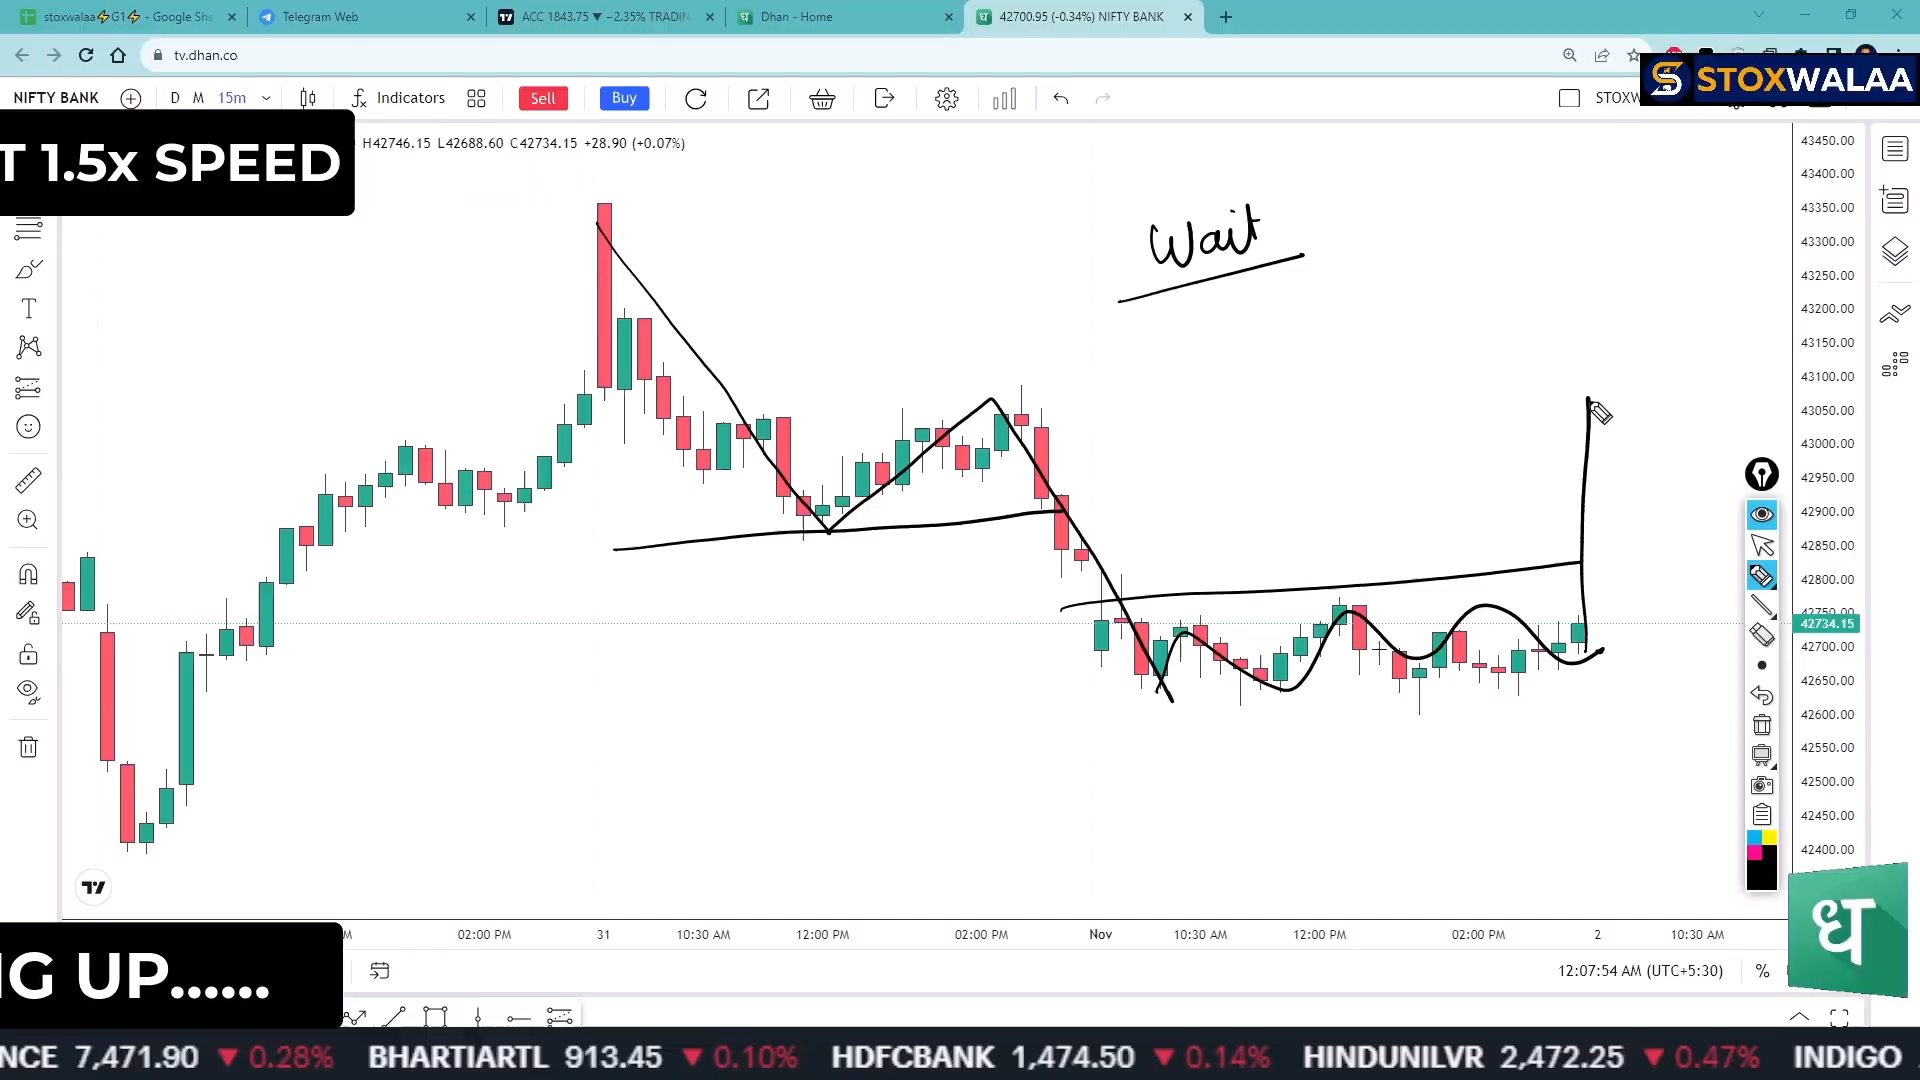 stoxwalaa⚡G1⚡ - Google She
Telegram Web
ACC 1843.75 ▼ −2.35% TRADIN
Dhan - Home
42700.95 (-0.34%) NIFTY BANK
tv.dhan.co
STOXWALAA
NIFTY BANK
D M 15m
Indicators
Sell
Buy
STOXW
T 1.5x SPEED
H42746.15 L42688.60 C42734.15 +28.90 (+0.07%)
Wait
43450.00
43400.00
43350.00
43300.00
43250.00
43200.00
43150.00
43100.00
43050.00
43000.00
42950.00
42900.00
42850.00
42800.00
42750.00
42734.15
42700.00
42650.00
42600.00
42550.00
42500.00
42450.00
42400.00
ध
M 02:00 PM 31 10:30 AM 12:00 PM 02:00 PM Nov 10:30 AM 12:00 PM 02:00 PM 2 10:30 AM
G UP......
12:07:54 AM (UTC+5:30) %
NCE 7,471.90 ▼ 0.28% BHARTIARTL 913.45 ▼ 0.10% HDFCBANK 1,474.50 ▼ 0.14% HINDUNILVR 2,472.25 ▼ 0.47% INDIGO